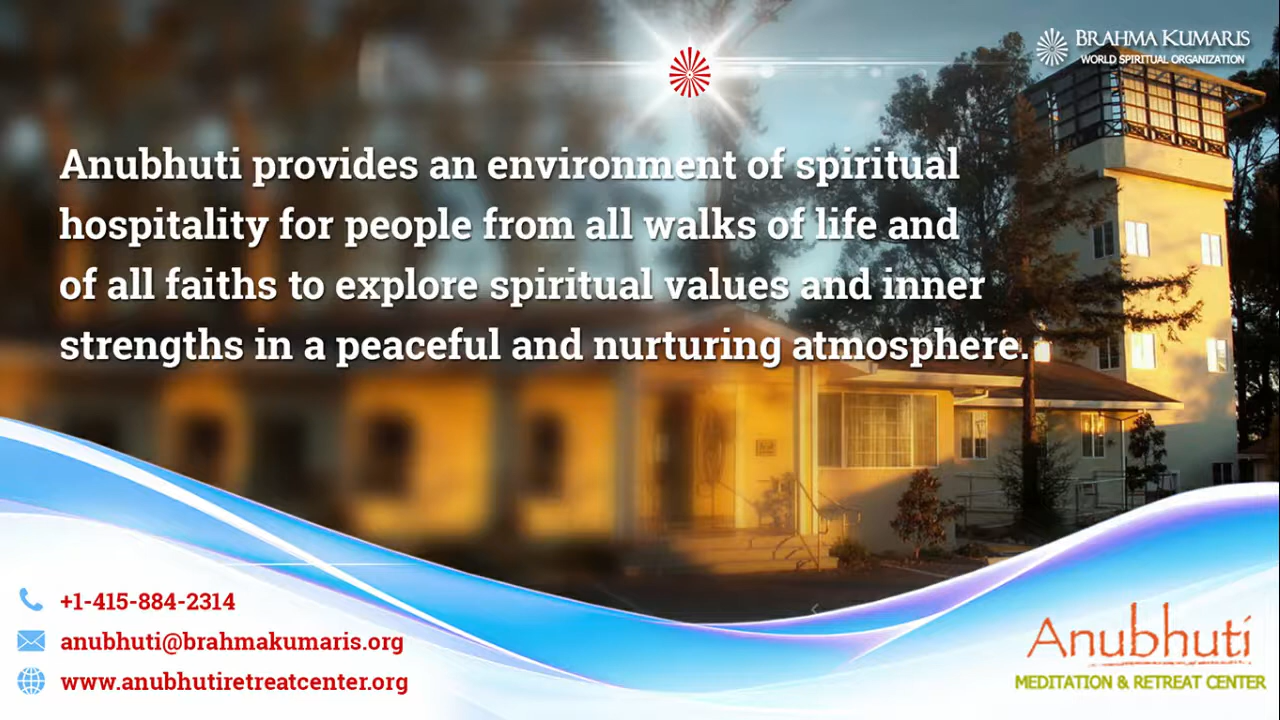 BRAHMA KUMARIS
WORLD SPIRITUAL ORGANIZATION
Anubhuti provides an environment of spiritual
hospitality for people from all walks of life and
of all faiths to explore spiritual values and inner
strengths in a peaceful and nurturing atmosphere.
+1-415-884-2314
anubhuti@brahmakumaris.org
www.anubhutiretreatcenter.org
Anubhuti
MEDITATION & RETREAT CENTER